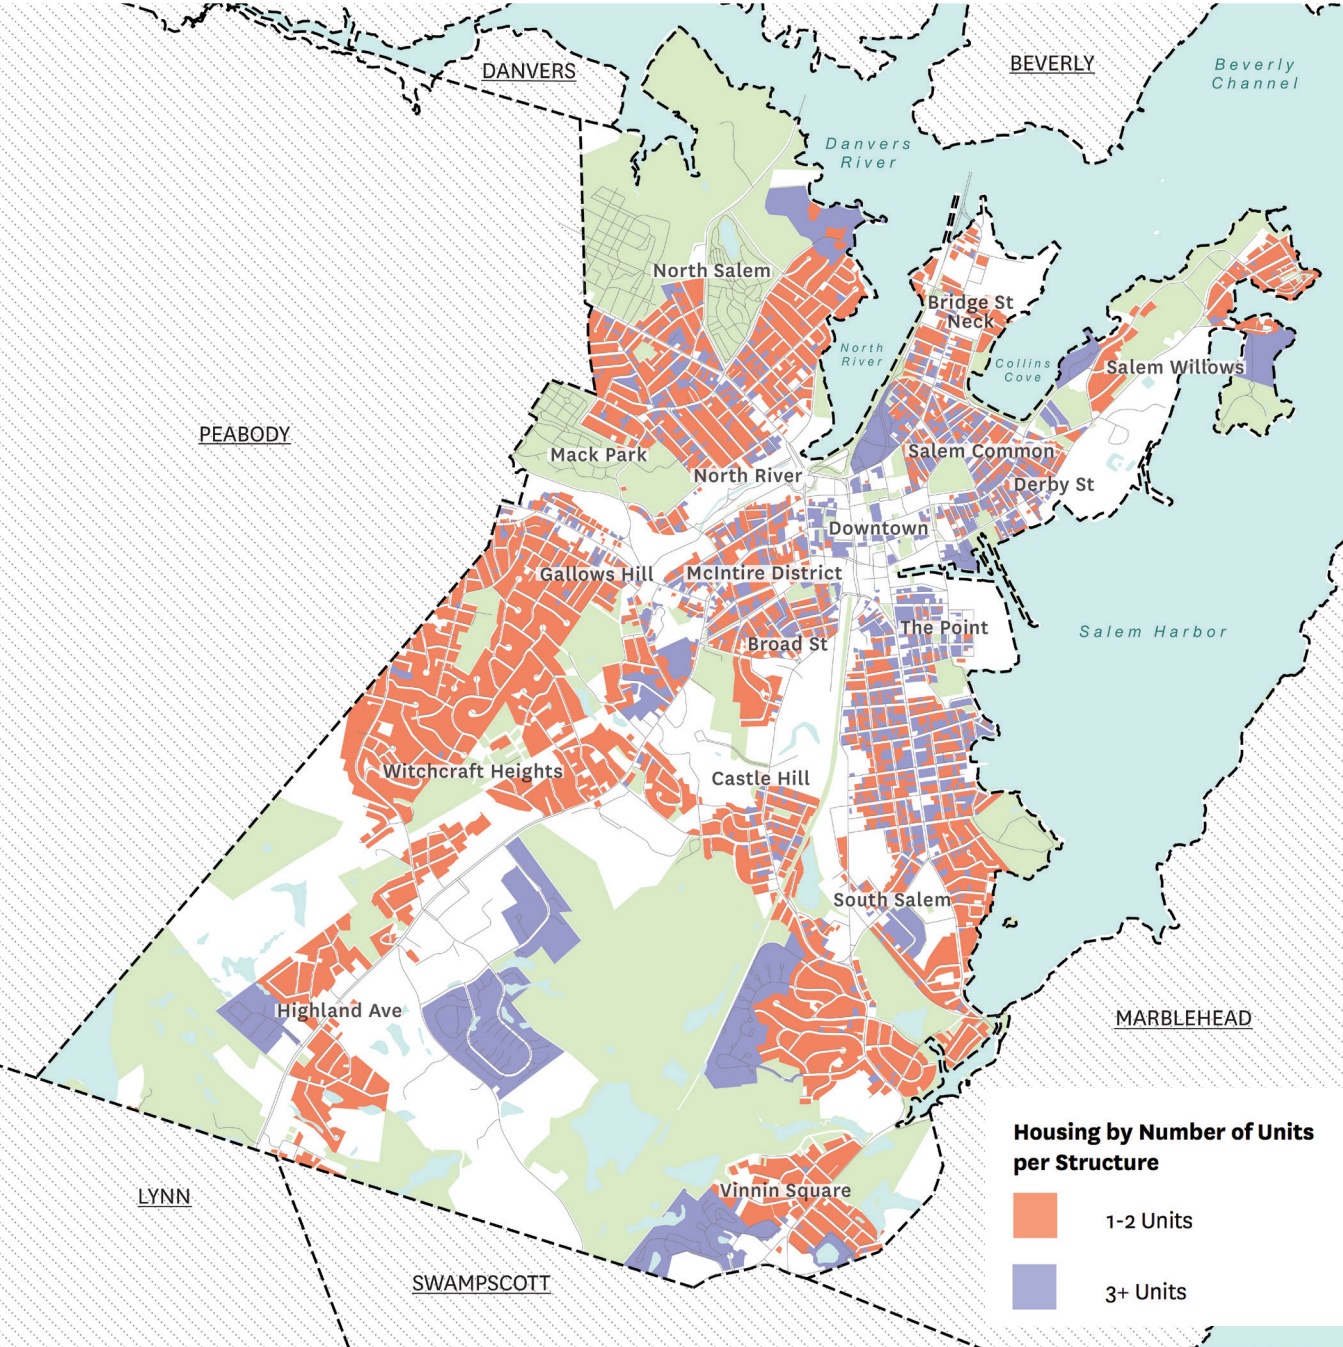 DANVERS
BEVERLY
Beverly
Channel
Danvers
River
North Salem
Bridge St
Neck
North
River
Collins
Cove
Salem Willows
PEABODY
Mack Park
North River
Salem Common
Derby St
Downtown
Gallows Hill
McIntire District
The Point
Salem Harbor
Broad St
Witchcraft Heights
Castle Hill
South Salem
Highland Ave
MARBLEHEAD
Vinnin Square
LYNN
SWAMPSCOTT
Housing by Number of Units
per Structure
1-2 Units
3+ Units